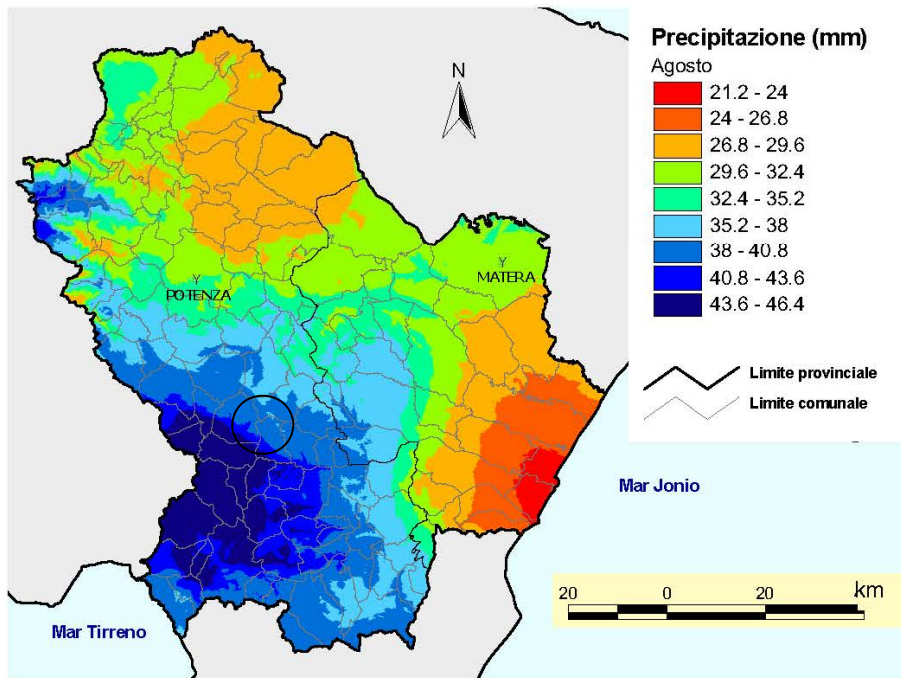 Precipitazione (mm)
Agosto
21.2 - 24
24 - 26.8
26.8 - 29.6
29.6 - 32.4
32.4 - 35.2
35.2 - 38
38 - 40.8
40.8 - 43.6
43.6 - 46.4
N
Y
POTENZA
Y
MATERA
Limite provinciale
Limite comunale
Mar Jonio
Mar Tirreno
20 0 20 km